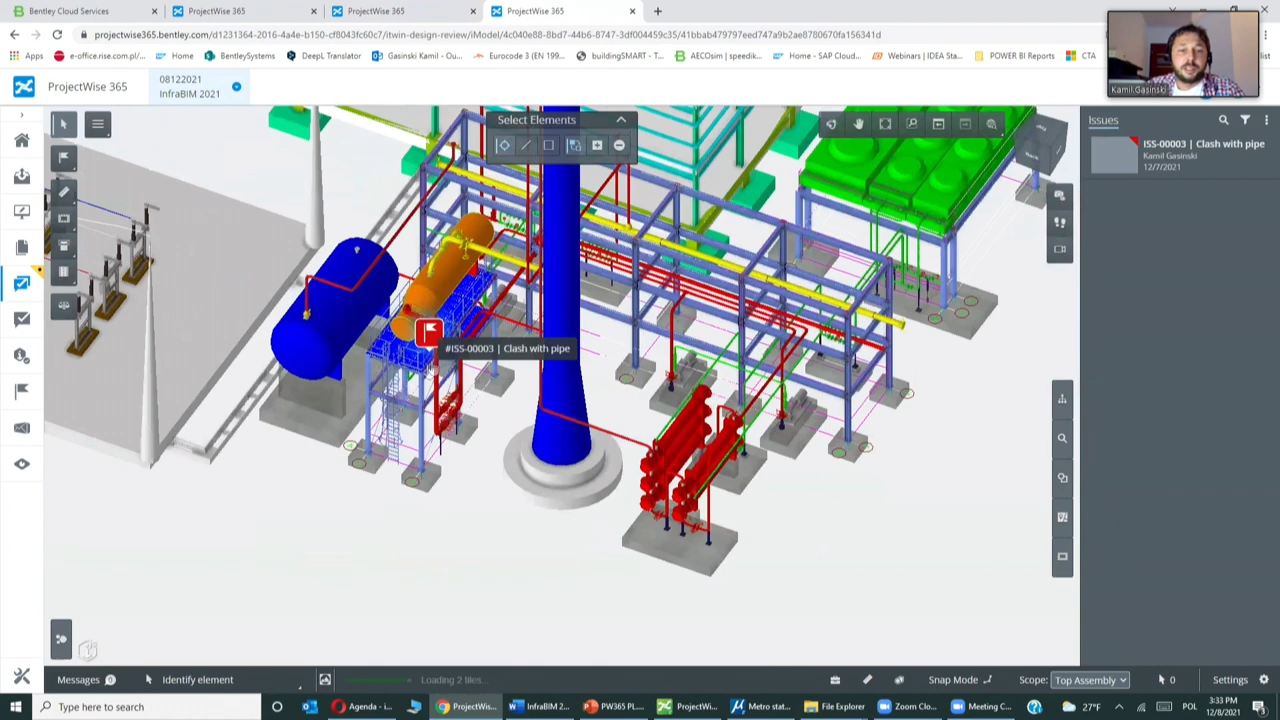 Bentley Cloud Services
ProjectWise 365
ProjectWise 365
ProjectWise 365
projectwise365.bentley.com/d1231364-2016-4a4e-b150-cf8043fc60c7/itwin-design-review/iModel/4c040e88-8bd7-44b6-8747-3df004459c35/41bbab479797eed747a9b2ae8780670fa156341d
Apps
e-office.rise.com.pl/...
Home
BentleySystems
DeepL Translator
Gasinski Kamil - Ou...
Eurocode 3 (EN 199...
buildingSMART - T...
AECOsim | speedik...
Home - SAP Cloud...
Webinars | IDEA Sta...
POWER BI Reports
CTA
Kamil.Gasinski
ProjectWise 365
08122021
InfraBIM 2021
Select Elements
Issues
ISS-00003 | Clash with pipe
Kamil Gasinski
12/7/2021
#ISS-00003 | Clash with pipe
Messages
Identify element
Loading 2 tiles...
Snap Mode
Scope:
Top Assembly
0
Settings
Type here to search
Agenda - i...
ProjectWis...
InfraBIM 2...
PW365 PL...
ProjectWi...
Metro stat...
File Explorer
Zoom Clo...
Meeting C...
27°F
POL
3:33 PM
12/8/2021